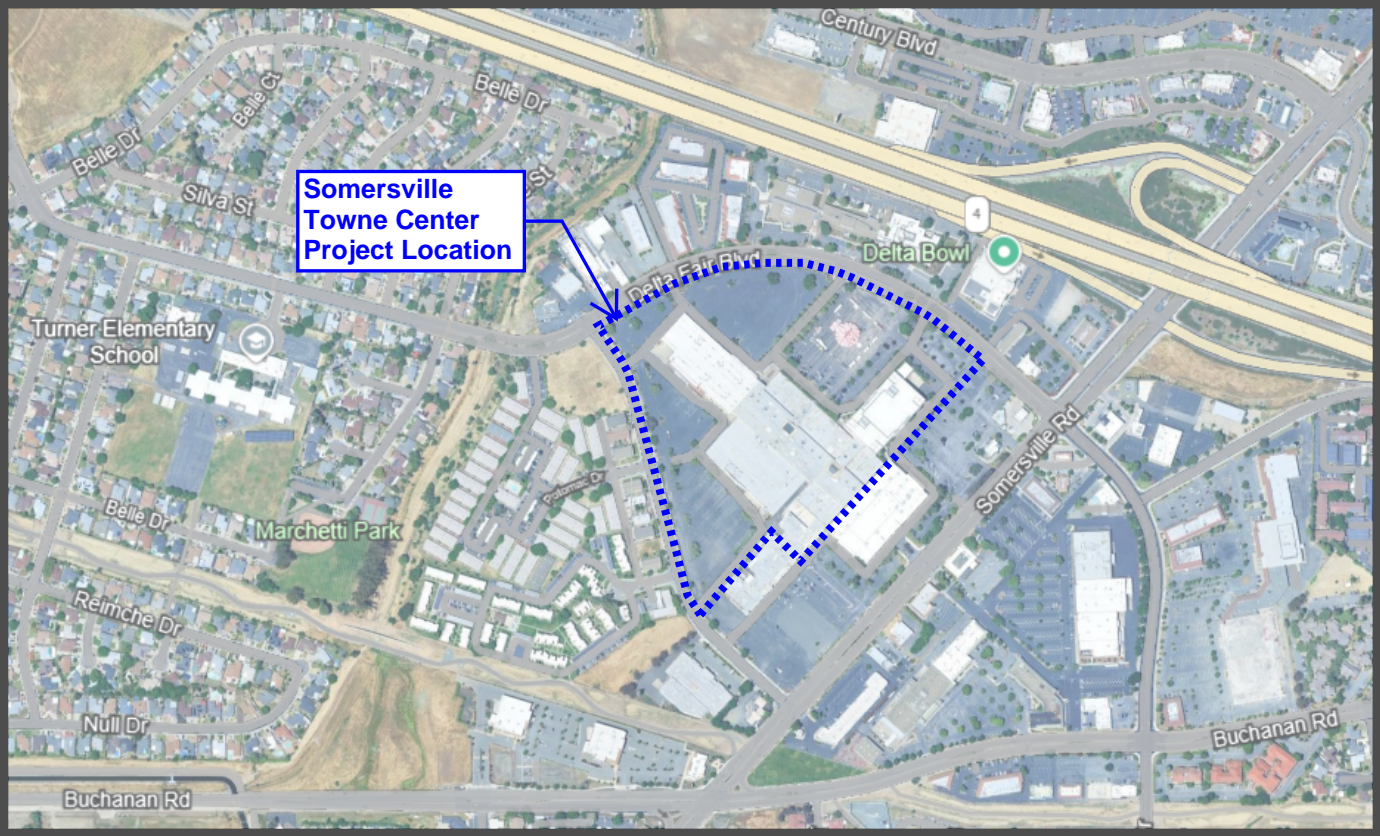 Century Blvd
Belle Dr
Belle Ct
Belle Dr
Silva St
St
Somersville
Towne Center
Project Location
4
Delta Bowl
Delta Fair Blvd
Turner Elementary
School
Somersville Rd
Potomac Dr
Belle Dr
Marchetti Park
Reimche Dr
Null Dr
Buchanan Rd
Buchanan Rd